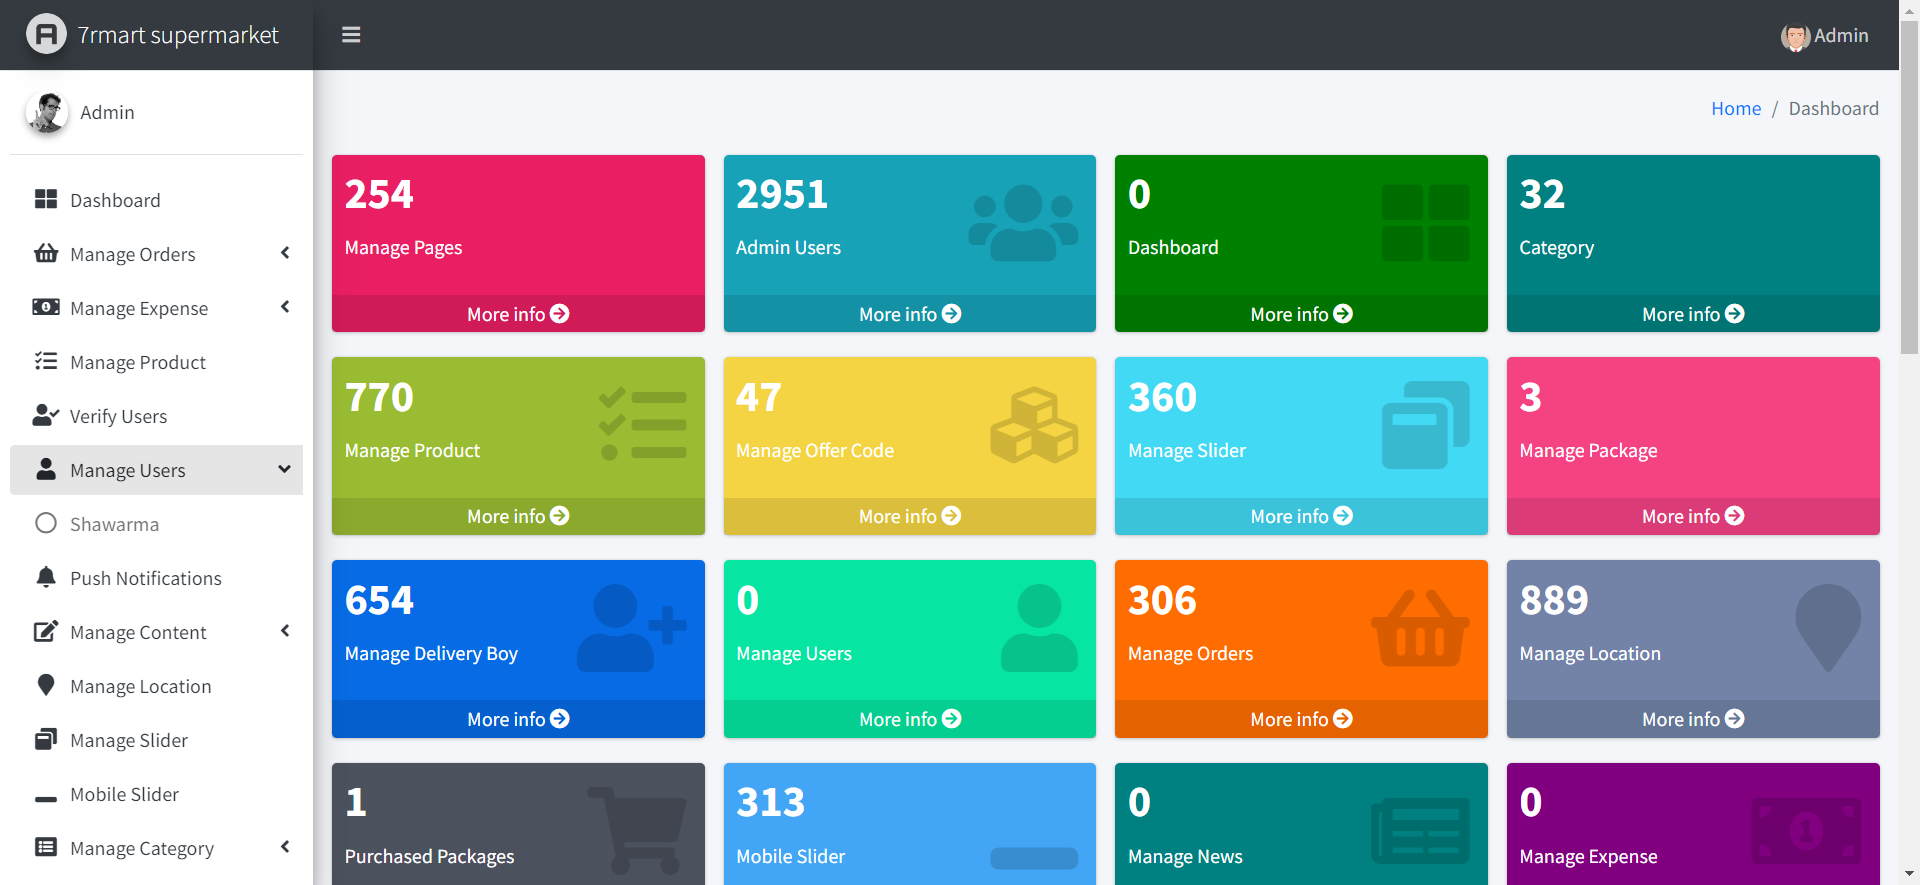 7rmart supermarket
Admin
Admin
Home / Dashboard
Dashboard
Manage Orders
Manage Expense
Manage Product
Verify Users
Manage Users
Shawarma
Push Notifications
Manage Content
Manage Location
Manage Slider
Mobile Slider
Manage Category
254
Manage Pages
More info
2951
Admin Users
More info
0
Dashboard
More info
32
Category
More info
770
Manage Product
More info
47
Manage Offer Code
More info
360
Manage Slider
More info
3
Manage Package
More info
654
Manage Delivery Boy
More info
0
Manage Users
More info
306
Manage Orders
More info
889
Manage Location
More info
1
Purchased Packages
313
Mobile Slider
0
Manage News
0
Manage Expense